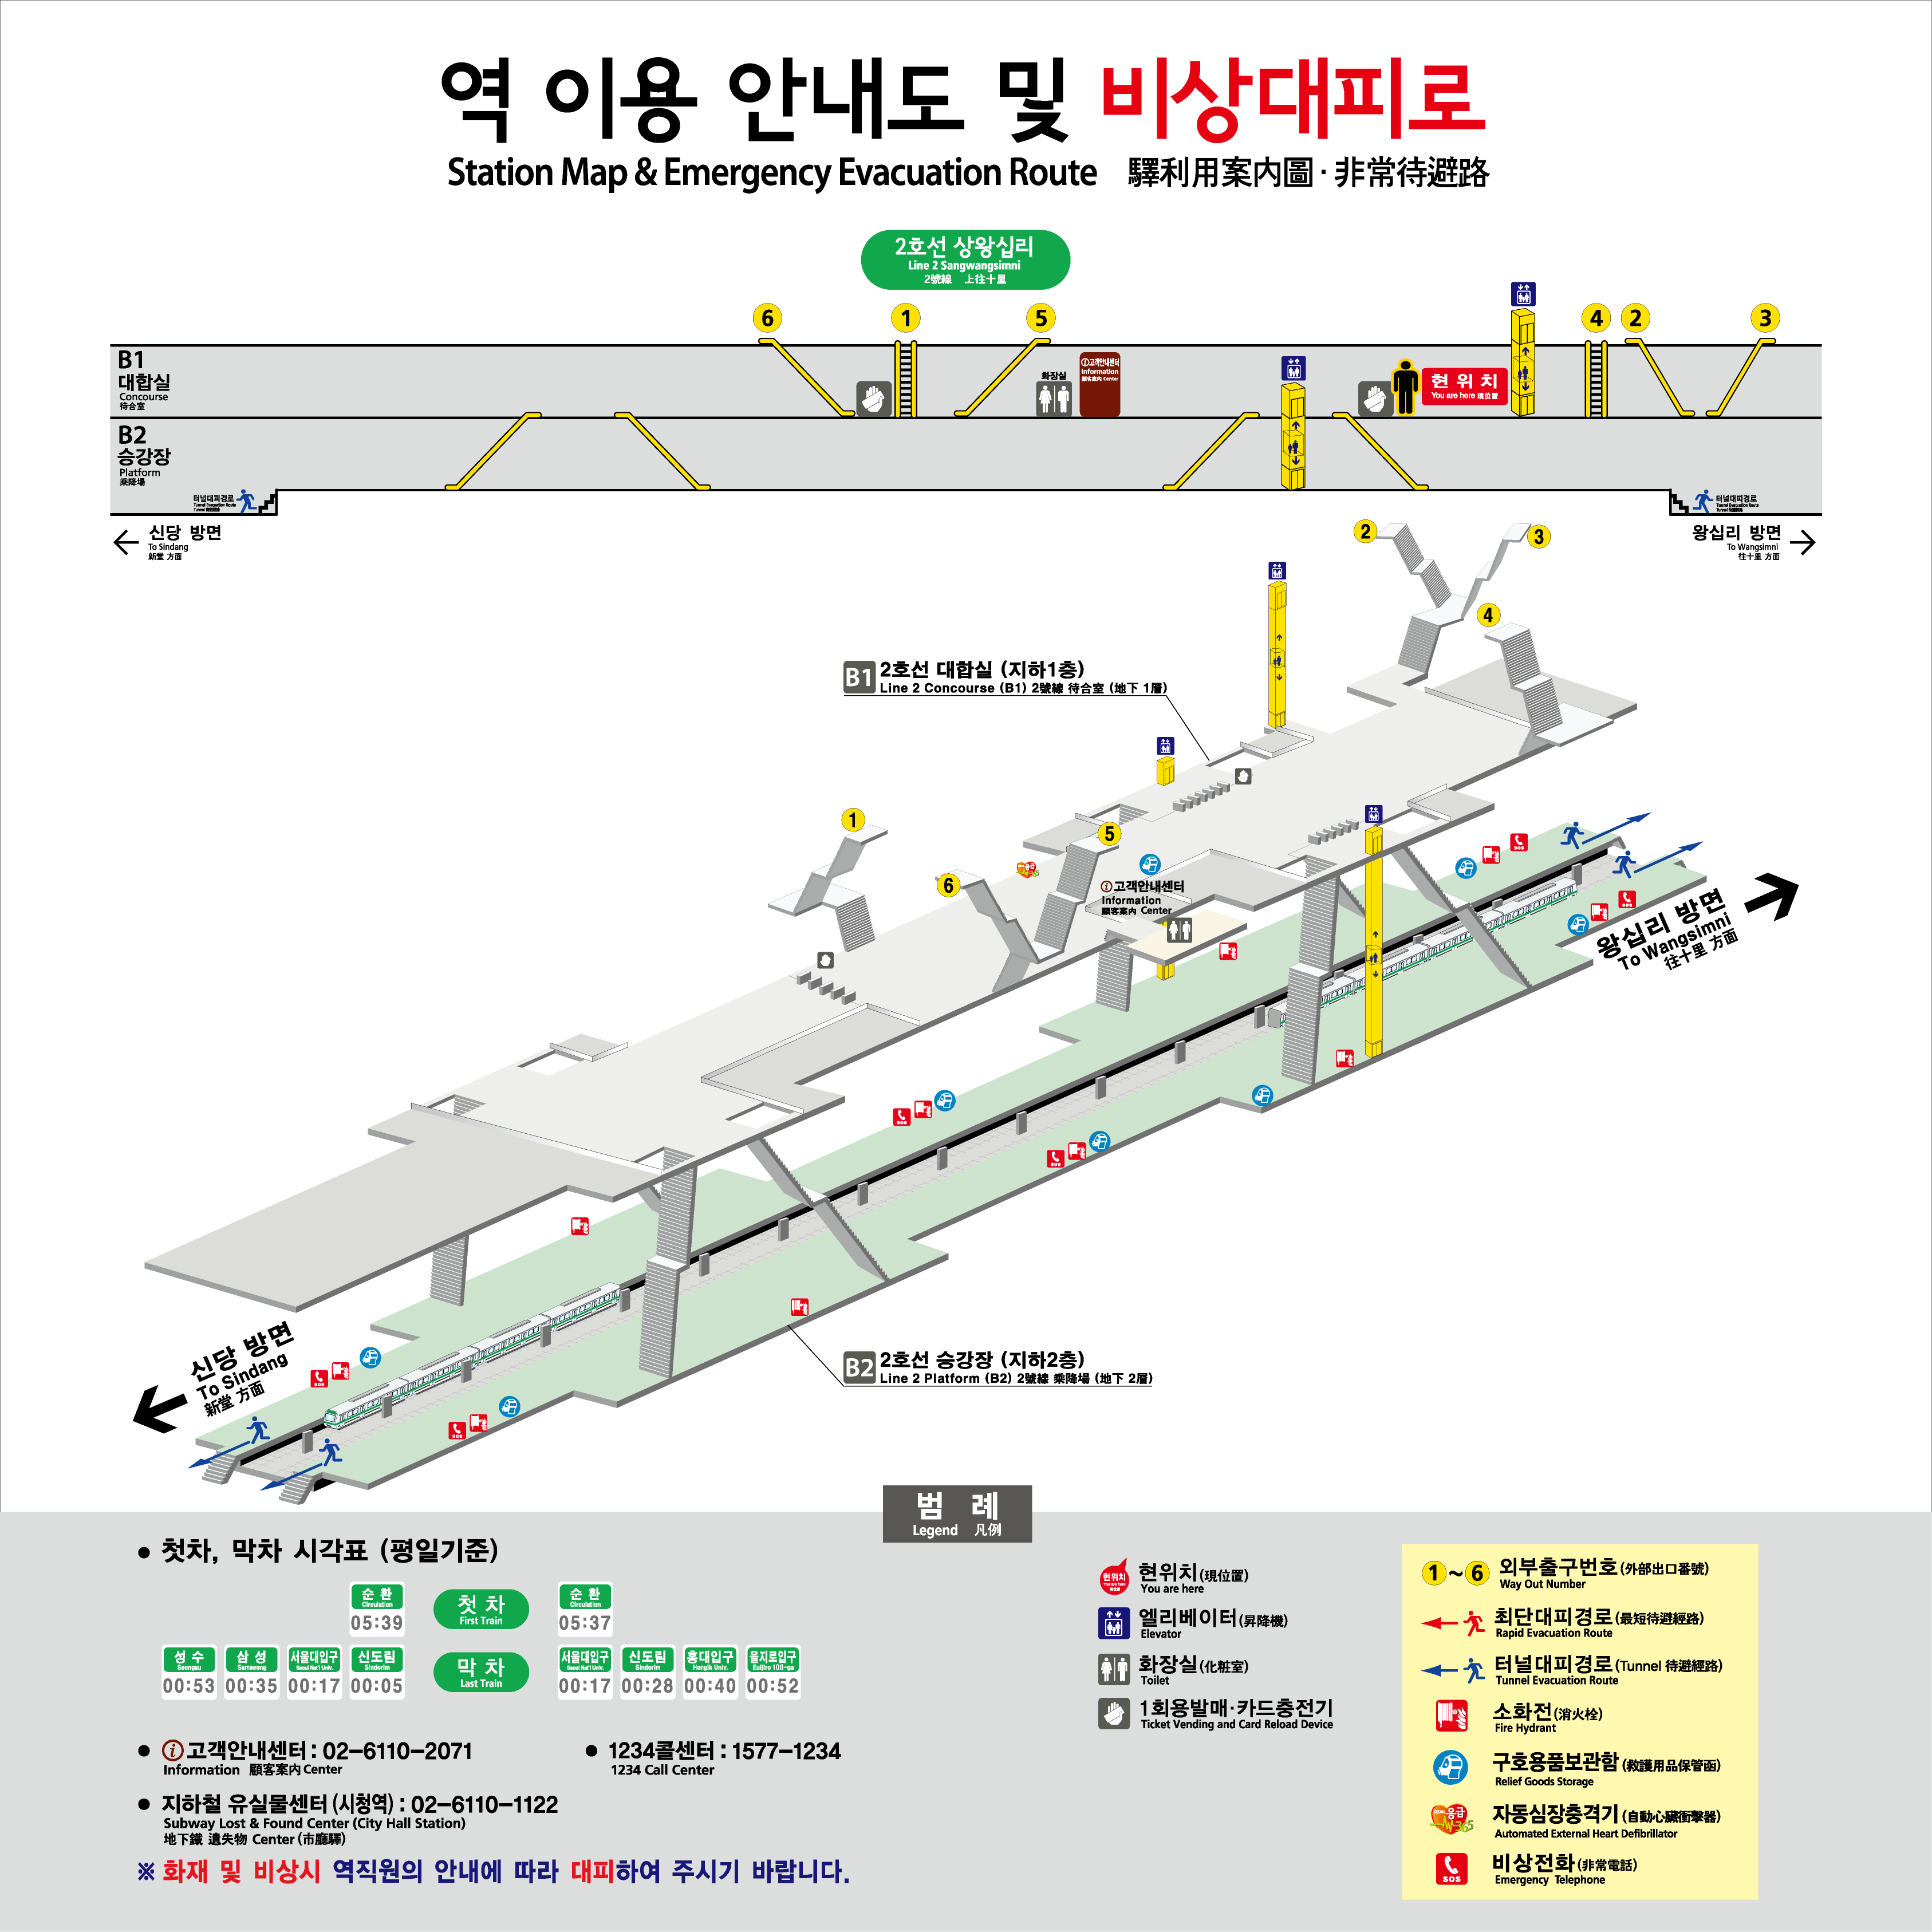 역 이용 안내도 및 비상대피로
Station Map & Emergency Evacuation Route 驛利用案内圖·非常待避路
2호선 상왕십리
Line 2 Sangwangsimni
2號線 上往十里
6
1
5
4
2
3
B1
대합실
Concourse
待合室
화장실
고객안내센터
Information
顧客案内 Center
현위치
You are here 現位置
B2
승강장
Platform
乘降場
터널대피경로
Tunnel Evacuation Route
터널대피경로
Tunnel Evacuation Route
신당 방면
To Sindang
新堂 方面
왕십리 방면
To Wangsimni
往十里 方面
2
3
4
B1
2호선 대합실 (지하1층)
Line 2 Concourse (B1) 2號線 待合室 (地下 1層)
1
5
6
고객안내센터
Information
顧客案内 Center
왕십리 방면
To Wangsimni
往十里 方面
신당 방면
To Sindang
新堂 方面
B2
2호선 승강장 (지하2층)
Line 2 Platform (B2) 2號線 乘降場 (地下 2層)
범 례
Legend 凡例
● 첫차, 막차 시각표 (평일기준)
순 환
Circulation
05:39
첫 차
First Train
순 환
Circulation
05:37
성 수
Seongsu
00:53
삼 성
Samseong
00:35
서울대입구
Seoul Nat'l Univ.
00:17
신도림
Sindorim
00:05
막 차
Last Train
서울대입구
Seoul Nat'l Univ.
00:17
신도림
Sindorim
00:28
홍대입구
Hongik Univ.
00:40
을지로입구
Euljiro 1(il)-ga
00:52
● 고객안내센터 : 02-6110-2071
Information 顧客案内 Center
● 1234콜센터 : 1577-1234
1234 Call Center
● 지하철 유실물센터 (시청역) : 02-6110-1122
Subway Lost & Found Center (City Hall Station)
地下鐵 遺失物 Center (市廳驛)
※ 화재 및 비상시 역직원의 안내에 따라 대피하여 주시기 바랍니다.
현위치
You are here
현위치(現位置)
You are here
엘리베이터(昇降機)
Elevator
화장실(化粧室)
Toilet
1회용발매·카드충전기
Ticket Vending and Card Reload Device
1~6 외부출구번호(外部出口番號)
Way Out Number
최단대피경로(最短待避經路)
Rapid Evacuation Route
터널대피경로(Tunnel 待避經路)
Tunnel Evacuation Route
소화전(消火栓)
Fire Hydrant
구호용품보관함(救護用品保管函)
Relief Goods Storage
응급
365
자동심장충격기(自動心臟衝擊器)
Automated External Heart Defibrillator
SOS
비상전화(非常電話)
Emergency Telephone